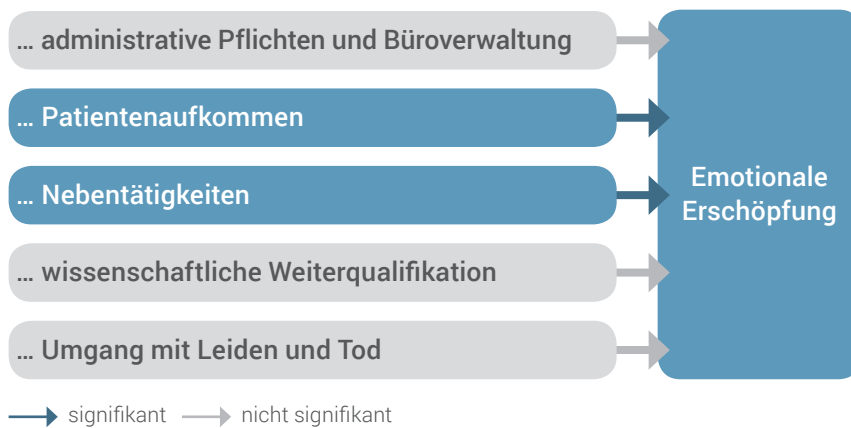 ... administrative Pflichten und Büroverwaltung
... Patientenaufkommen
... Nebentätigkeiten
... wissenschaftliche Weiterqualifikation
... Umgang mit Leiden und Tod
Emotionale
Erschöpfung
signifikant
nicht signifikant